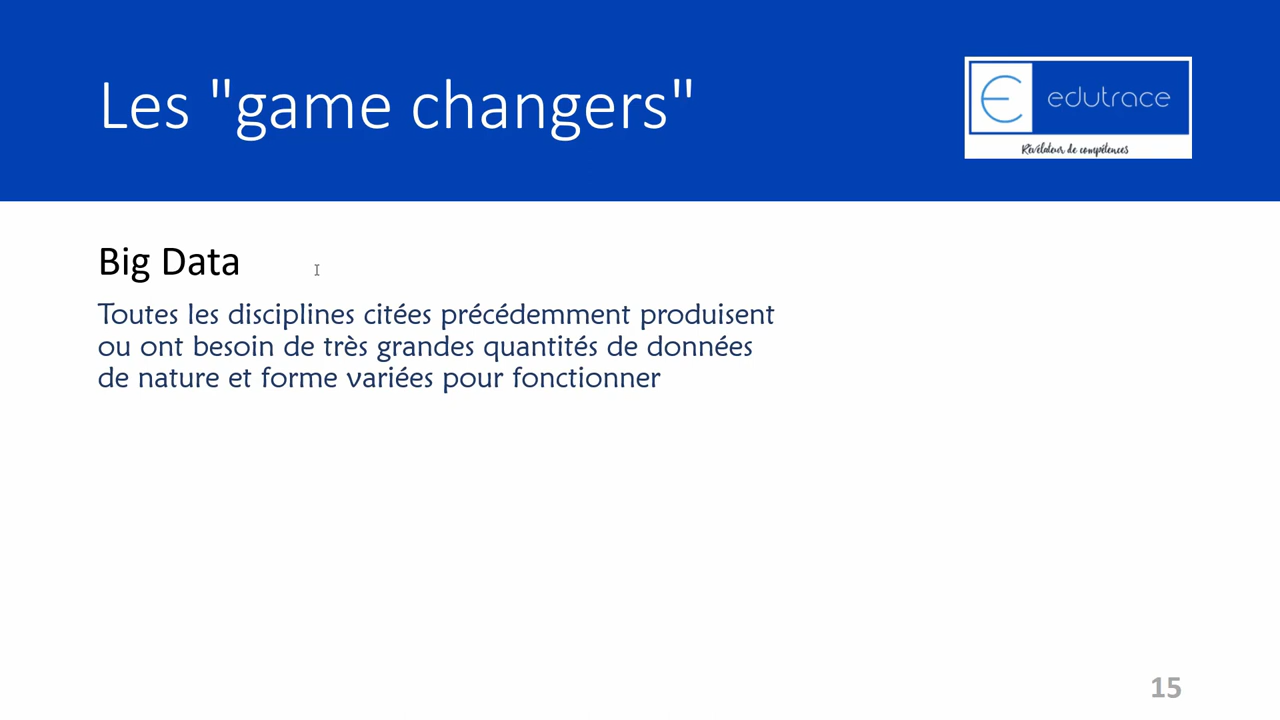 Les "game changers"
edutrace
Révélateur de compétences
Big Data
Toutes les disciplines citées précédemment produisent
ou ont besoin de très grandes quantités de données
de nature et forme variées pour fonctionner
15